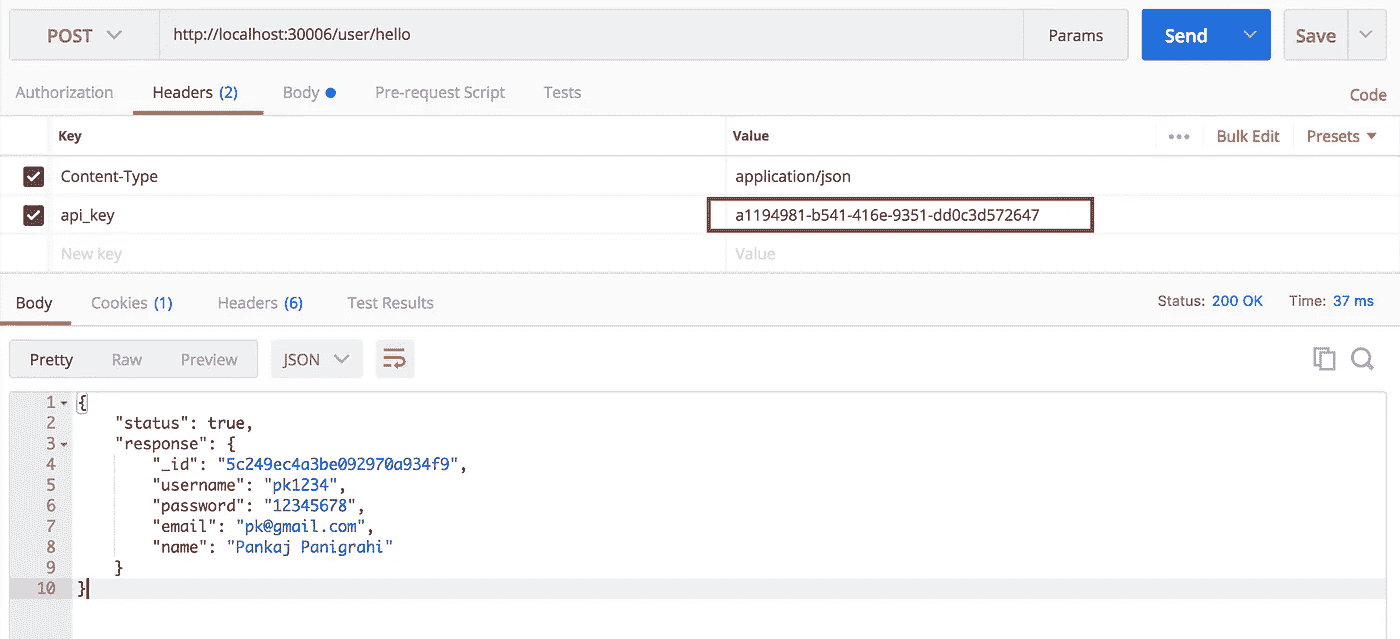 POST http://localhost:30006/user/hello Params Send Save
Authorization Headers (2) Body Pre-request Script Tests Code
Key Value ••• Bulk Edit Presets
Content-Type application/json
api_key a1194981-b541-416e-9351-dd0c3d572647
New key Value
Body Cookies (1) Headers (6) Test Results Status: 200 OK Time: 37 ms
Pretty Raw Preview JSON
1 {
2 "status": true,
3 "response": {
4 "_id": "5c249ec4a3be092970a934f9",
5 "username": "pk1234",
6 "password": "12345678",
7 "email": "pk@gmail.com",
8 "name": "Pankaj Panigrahi"
9 }
10 }